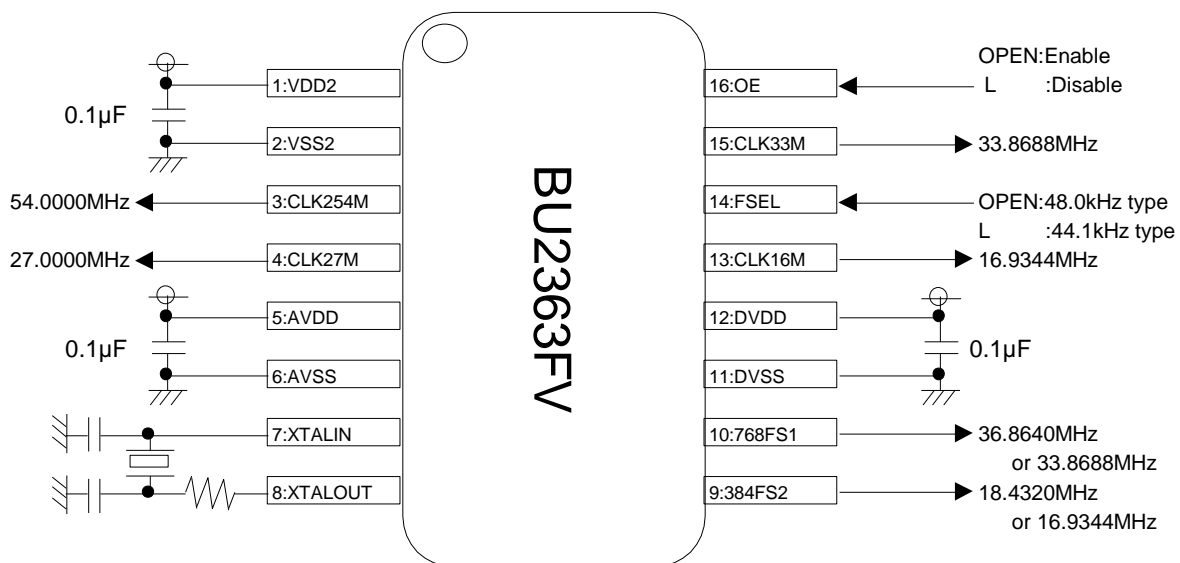 OPEN:Enable
L :Disable
1:VDD2
16:OE
0.1µF
2:VSS2
15:CLK33M
33.8688MHz
54.0000MHz
3:CLK254M
14:FSEL
OPEN:48.0kHz type
L :44.1kHz type
27.0000MHz
4:CLK27M
13:CLK16M
16.9344MHz
BU2363FV
5:AVDD
12:DVDD
0.1µF
0.1µF
6:AVSS
11:DVSS
7:XTALIN
10:768FS1
36.8640MHz
or 33.8688MHz
8:XTALOUT
9:384FS2
18.4320MHz
or 16.9344MHz